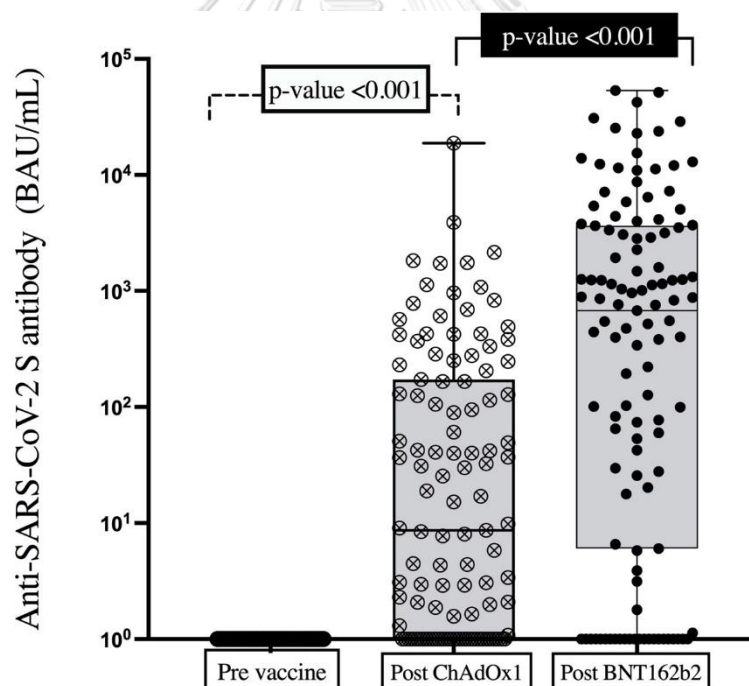 p-value <0.001
p-value <0.001
Anti-SARS-CoV-2 S antibody (BAU/mL)
10⁵
10⁴
10³
10²
10¹
10⁰
Pre vaccine
Post ChAdOx1
Post BNT162b2